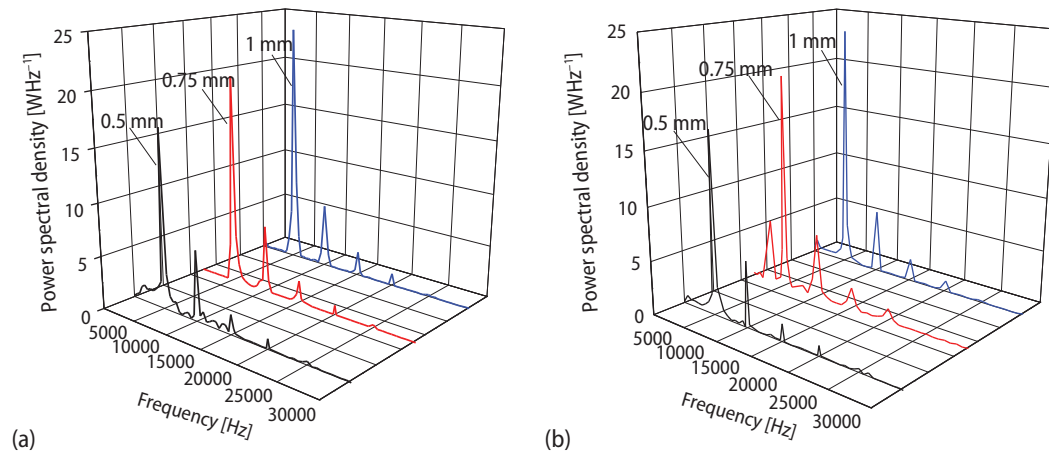 25
20
15
10
5
0
Power spectral density [WHz⁻¹]
1 mm
0.75 mm
0.5 mm
5000
10000
15000
20000
25000
30000
Frequency [Hz]
(a)
25
20
15
10
5
0
Power spectral density [WHz⁻¹]
1 mm
0.75 mm
0.5 mm
5000
10000
15000
20000
25000
30000
Frequency [Hz]
(b)